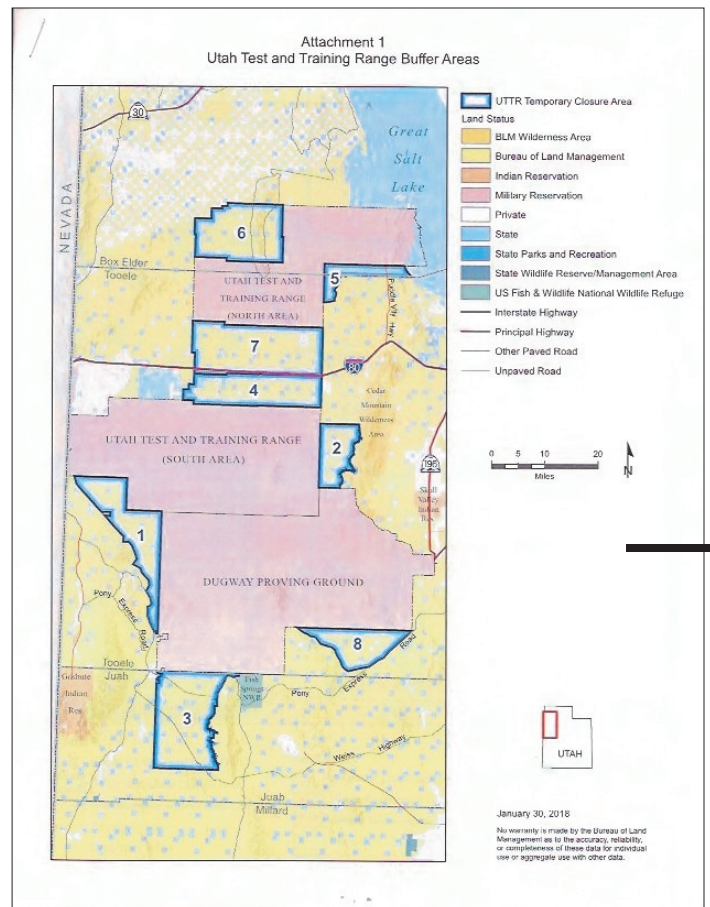 Attachment 1
Utah Test and Training Range Buffer Areas
UTTR Temporary Closure Area
Land Status
BLM Wilderness Area
Bureau of Land Management
Indian Reservation
Military Reservation
Private
State
State Parks and Recreation
State Wildlife Reserve/Management Area
US Fish & Wildlife National Wildlife Refuge
Interstate Highway
Principal Highway
Other Paved Road
Unpaved Road
30
Great
Salt
Lake
NEVADA
6
Box Elder
Tooele
5
UTAH TEST AND
TRAINING RANGE
(NORTH AREA)
7
80
4
Cedar
Mountain
Wilderness
Area
UTAH TEST AND TRAINING RANGE
(SOUTH AREA)
2
196
Skull
Valley
Indian
Res
1
DUGWAY PROVING GROUND
Pony
Express
Road
8
Road
Express
Pony
Tooele
Juab
Goshute
Indian
Res
Fish
Springs
NWR
3
Weiss
Highway
Juab
Millard
0 5 10 20
Miles
N
UTAH
January 30, 2018
No warranty is made by the Bureau of Land
Management as to the accuracy, reliability,
or completeness of these data for individual
use or aggregate use with other data.